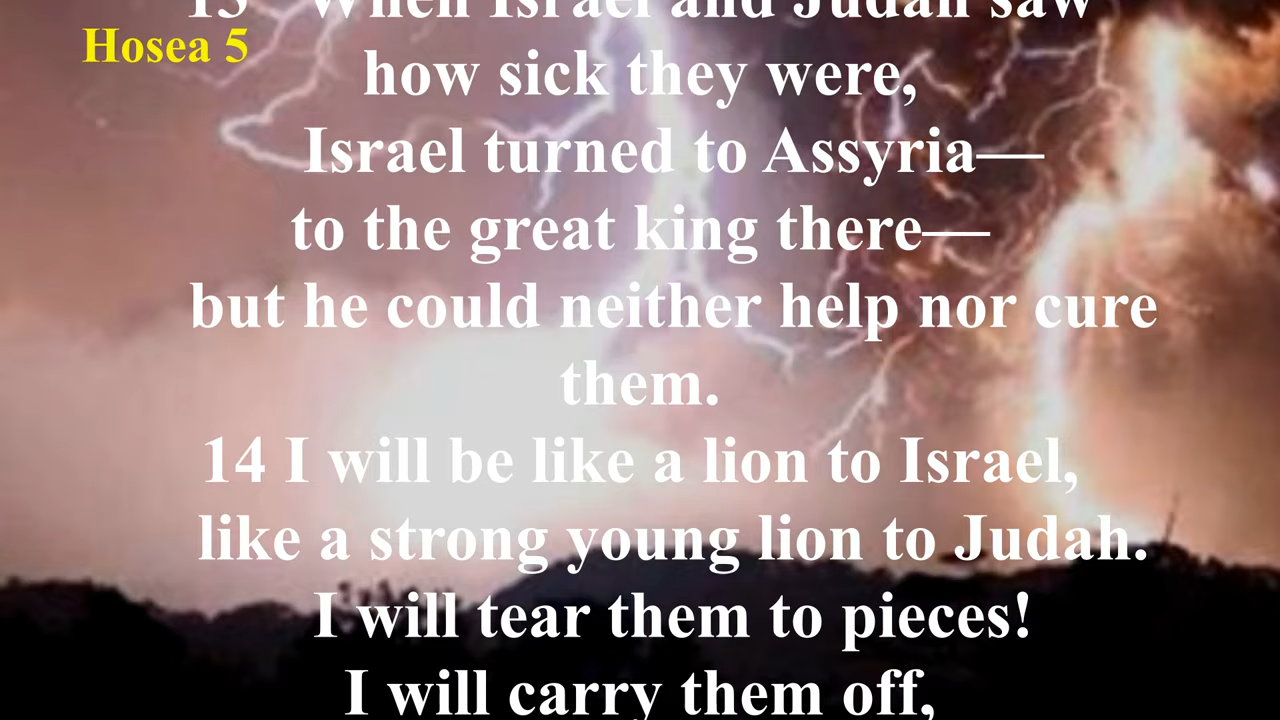 13 "When Israel and Judah saw
Hosea 5
how sick they were,
Israel turned to Assyria—
to the great king there—
but he could neither help nor cure
them.
14 I will be like a lion to Israel,
like a strong young lion to Judah.
I will tear them to pieces!
I will carry them off,